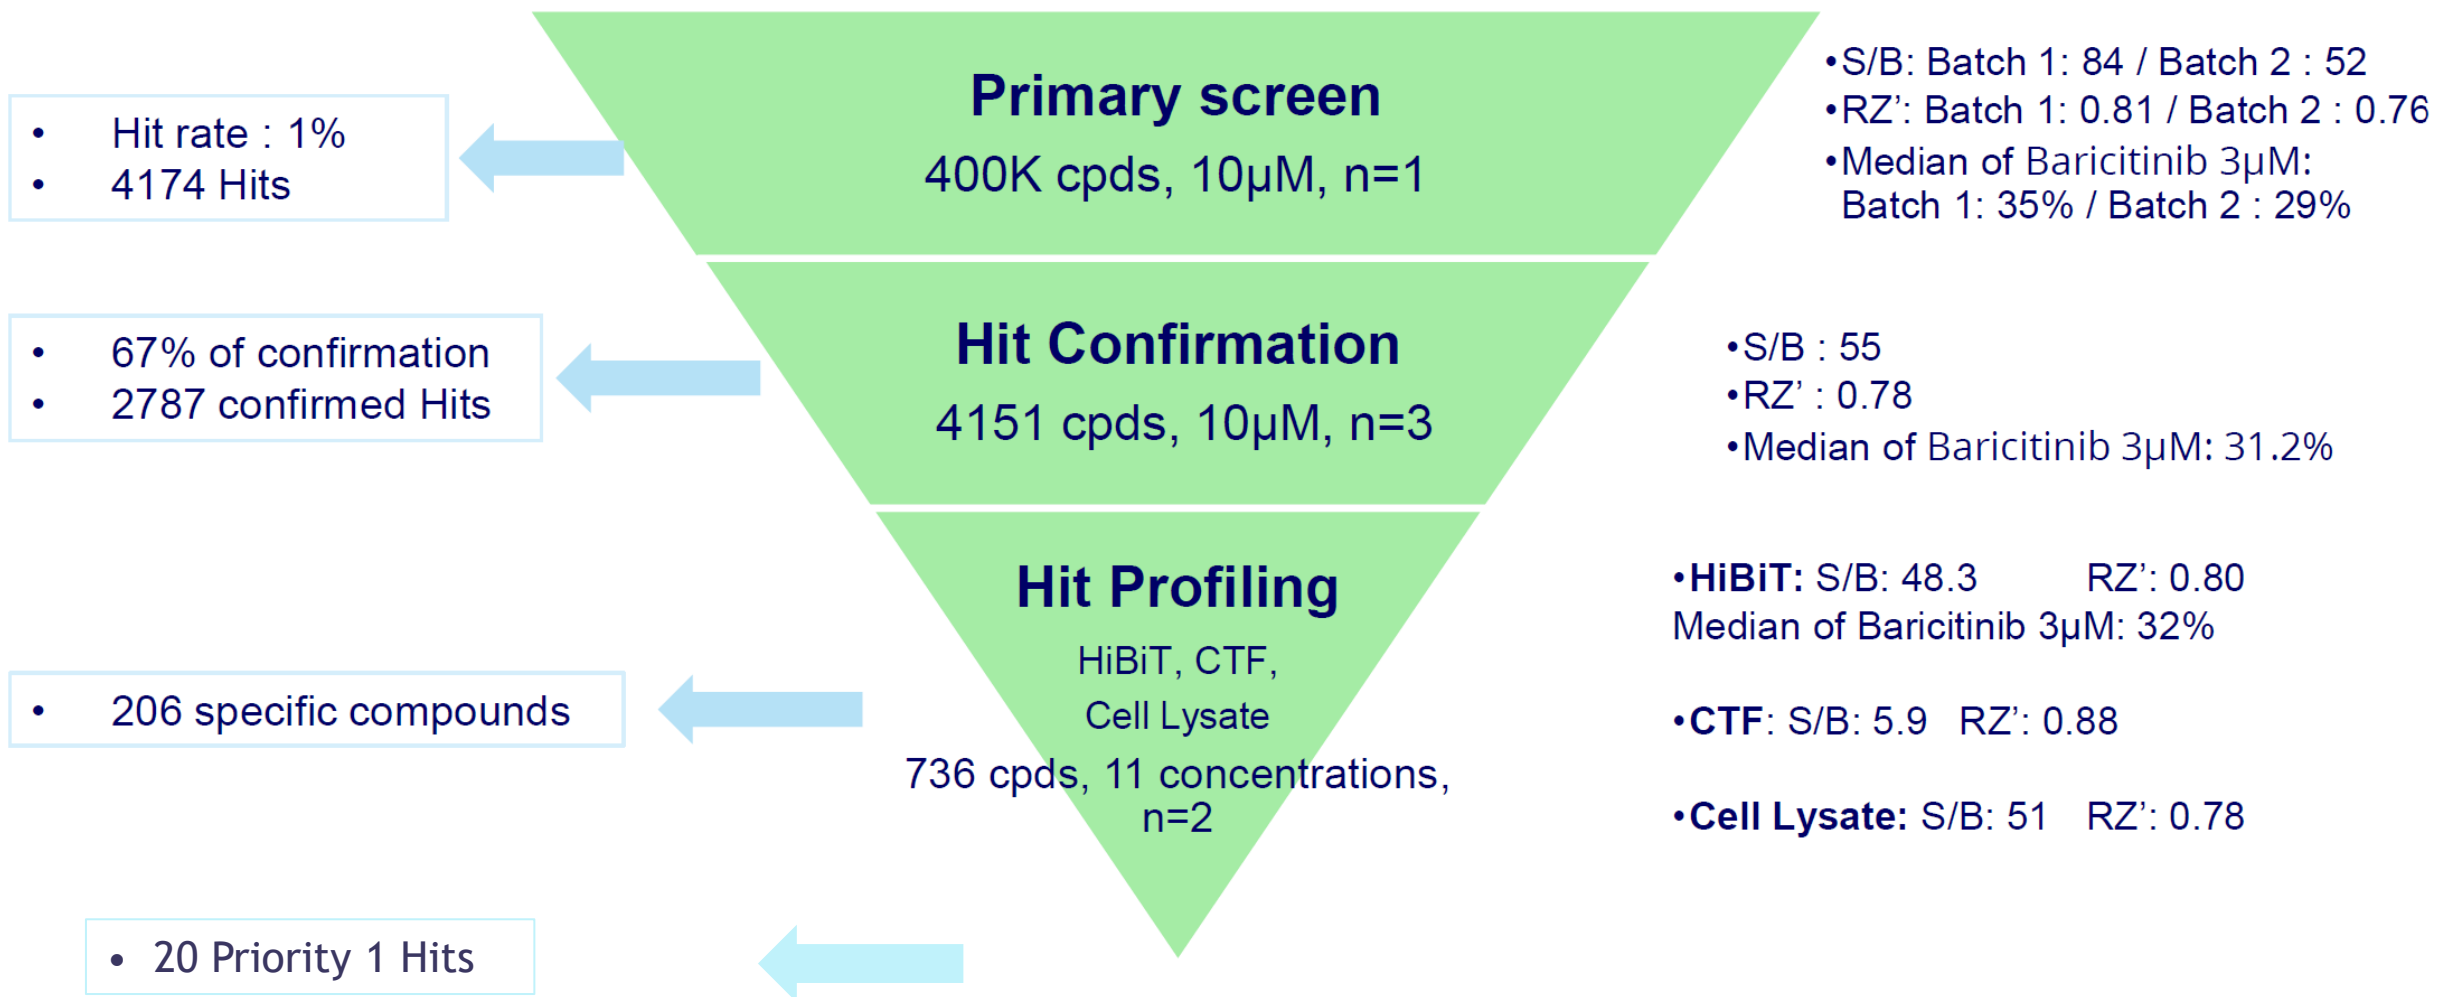 Primary screen
400K cpds, 10µM, n=1
• Hit rate : 1%
• 4174 Hits
•S/B: Batch 1: 84 / Batch 2 : 52
•RZ’: Batch 1: 0.81 / Batch 2 : 0.76
•Median of Baricitinib 3µM:
Batch 1: 35% / Batch 2 : 29%
Hit Confirmation
4151 cpds, 10µM, n=3
• 67% of confirmation
• 2787 confirmed Hits
•S/B : 55
•RZ’ : 0.78
•Median of Baricitinib 3µM: 31.2%
Hit Profiling
HiBiT, CTF,
Cell Lysate
736 cpds, 11 concentrations,
n=2
• 206 specific compounds
•HiBiT: S/B: 48.3 RZ’: 0.80
Median of Baricitinib 3µM: 32%
•CTF: S/B: 5.9 RZ’: 0.88
•Cell Lysate: S/B: 51 RZ’: 0.78
• 20 Priority 1 Hits